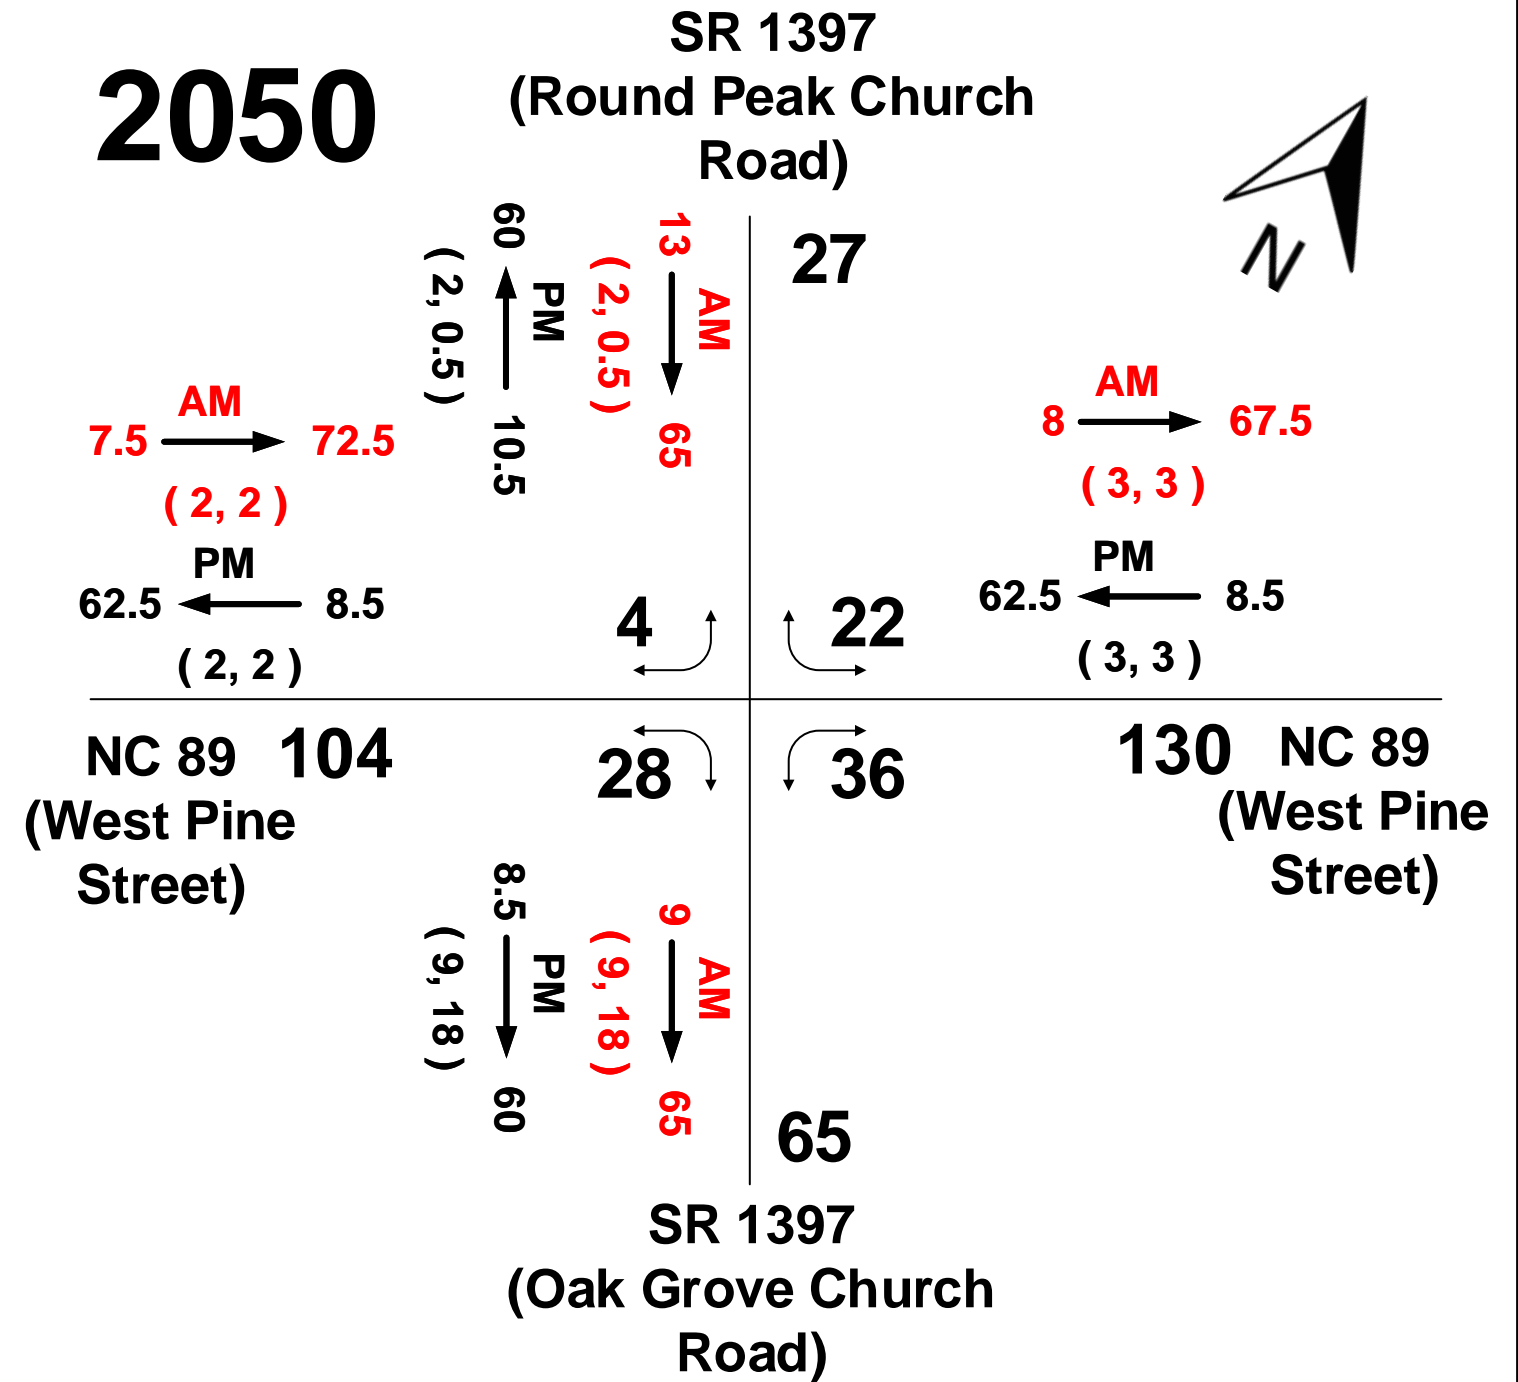 SR 1397
(Round Peak Church
Road)
2050
N
27
60
PM
( 2, 0.5 )
10.5
13
AM
( 2, 0.5 )
65
AM
7.5 72.5
( 2, 2 )
PM
62.5 8.5
( 2, 2 )
AM
8 67.5
( 3, 3 )
PM
62.5 8.5
( 3, 3 )
4 22
28 36
NC 89 104
(West Pine
Street)
130 NC 89
(West Pine
Street)
8.5
PM
( 9, 18 )
60
9
AM
( 9, 18 )
65
65
SR 1397
(Oak Grove Church
Road)